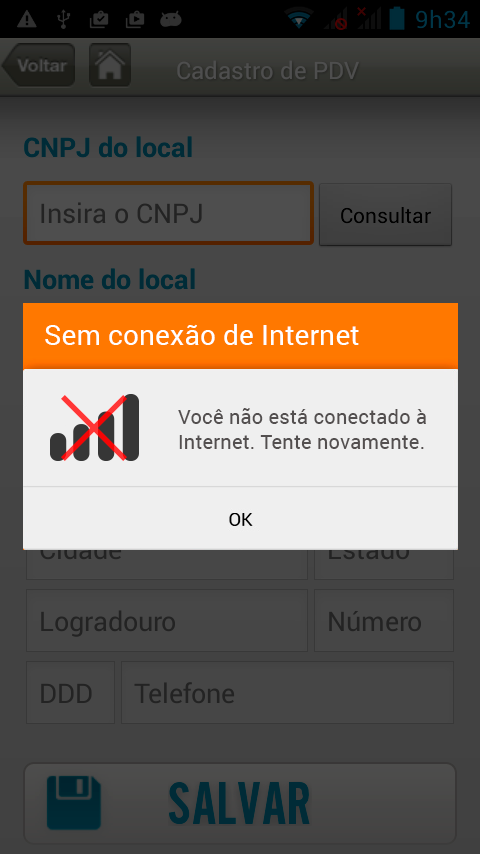 9h34
Voltar
Cadastro de PDV
CNPJ do local
Insira o CNPJ
Consultar
Nome do local
Sem conexão de Internet
Você não está conectado à
Internet. Tente novamente.
OK
Cidade
Estado
Logradouro
Número
DDD
Telefone
SALVAR